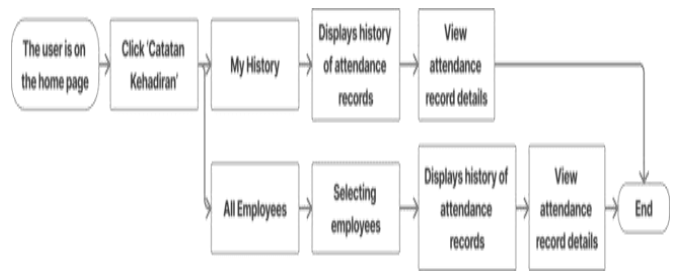 The user is on
the home page
Click 'Catatan
Kehadiran'
My History
Displays history
of attendance
records
View
attendance
record details
All Employees
Selecting
employees
Displays history of
attendance
records
View
attendance
record details
End